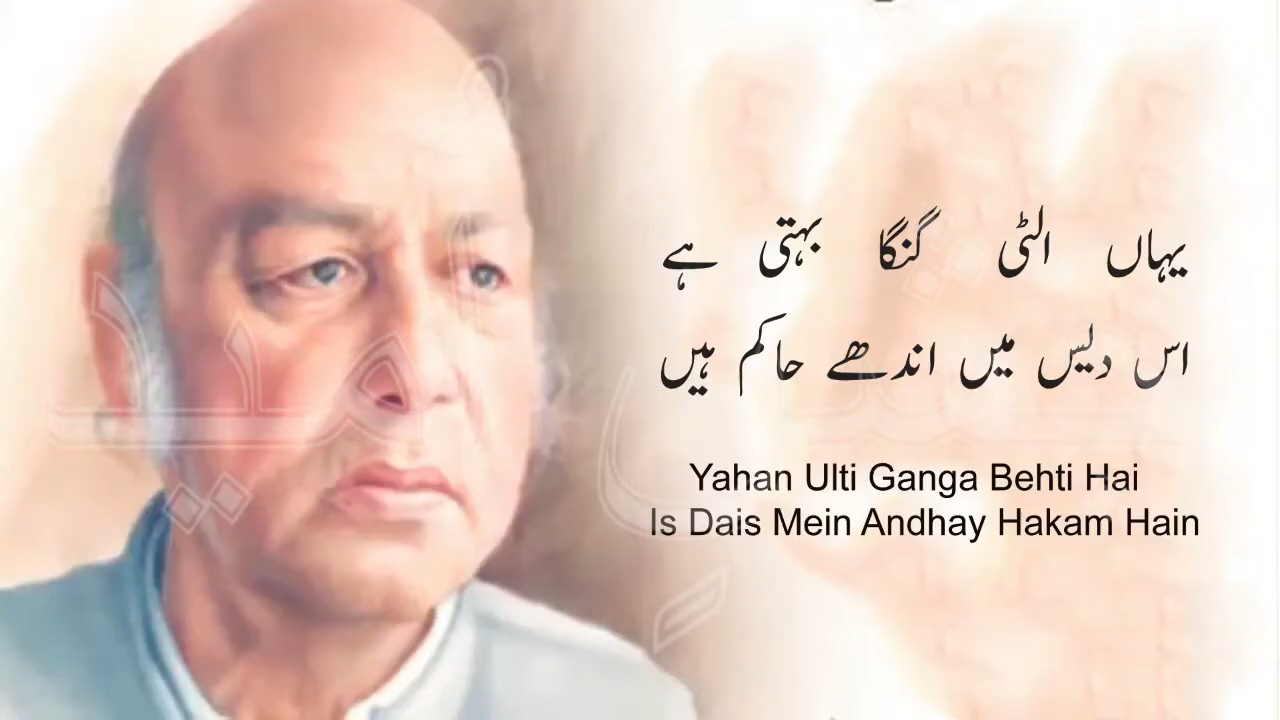 یہاں الٹی گنگا بہتی ہے
اس دیس میں اندھے حاکم ہیں
Yahan Ulti Ganga Behti Hai
Is Dais Mein Andhay Hakam Hain